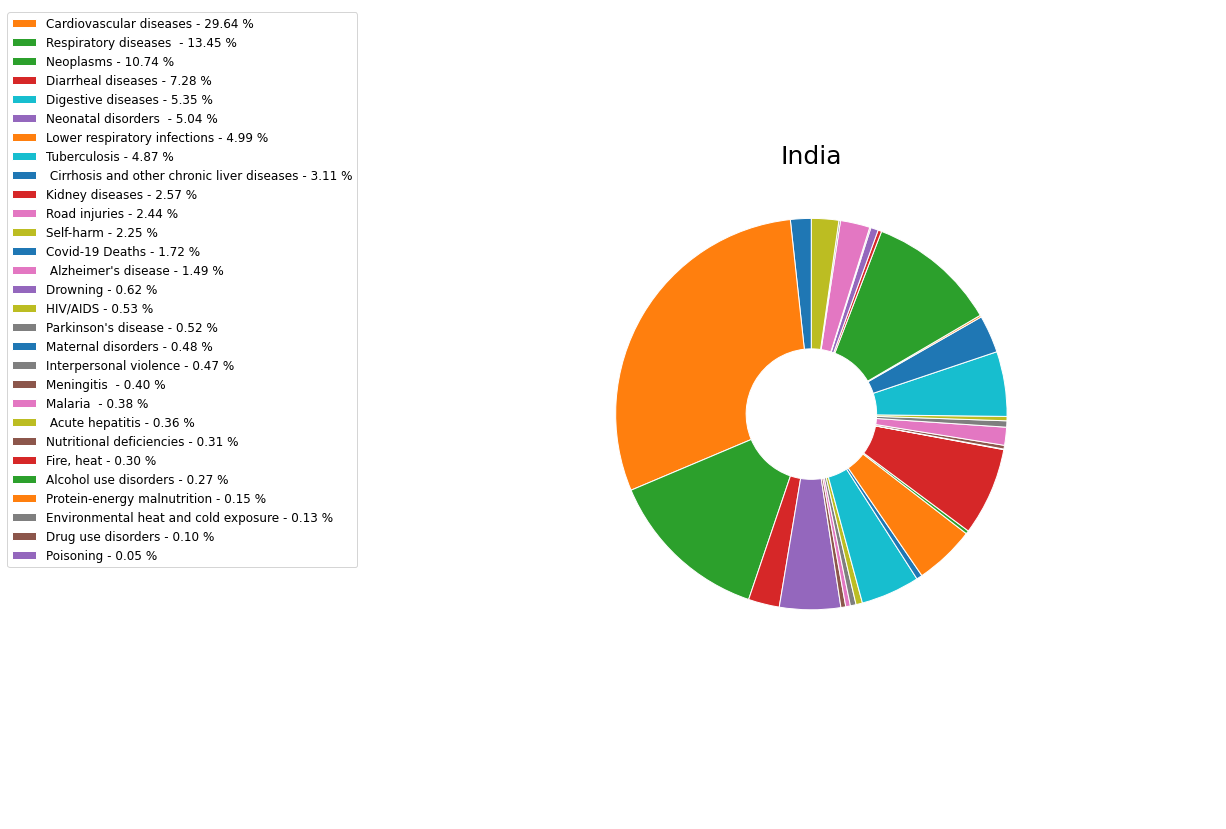 Cardiovascular diseases - 29.64 %
Respiratory diseases  - 13.45 %
Neoplasms - 10.74 %
Diarrheal diseases - 7.28 %
Digestive diseases - 5.35 %
Neonatal disorders  - 5.04 %
Lower respiratory infections - 4.99 %
Tuberculosis - 4.87 %
Cirrhosis and other chronic liver diseases - 3.11 %
Kidney diseases - 2.57 %
Road injuries - 2.44 %
Self-harm - 2.25 %
Covid-19 Deaths - 1.72 %
Alzheimer's disease - 1.49 %
Drowning - 0.62 %
HIV/AIDS - 0.53 %
Parkinson's disease - 0.52 %
Maternal disorders - 0.48 %
Interpersonal violence - 0.47 %
Meningitis  - 0.40 %
Malaria  - 0.38 %
Acute hepatitis - 0.36 %
Nutritional deficiencies - 0.31 %
Fire, heat - 0.30 %
Alcohol use disorders - 0.27 %
Protein-energy malnutrition - 0.15 %
Environmental heat and cold exposure - 0.13 %
Drug use disorders - 0.10 %
Poisoning - 0.05 %
India